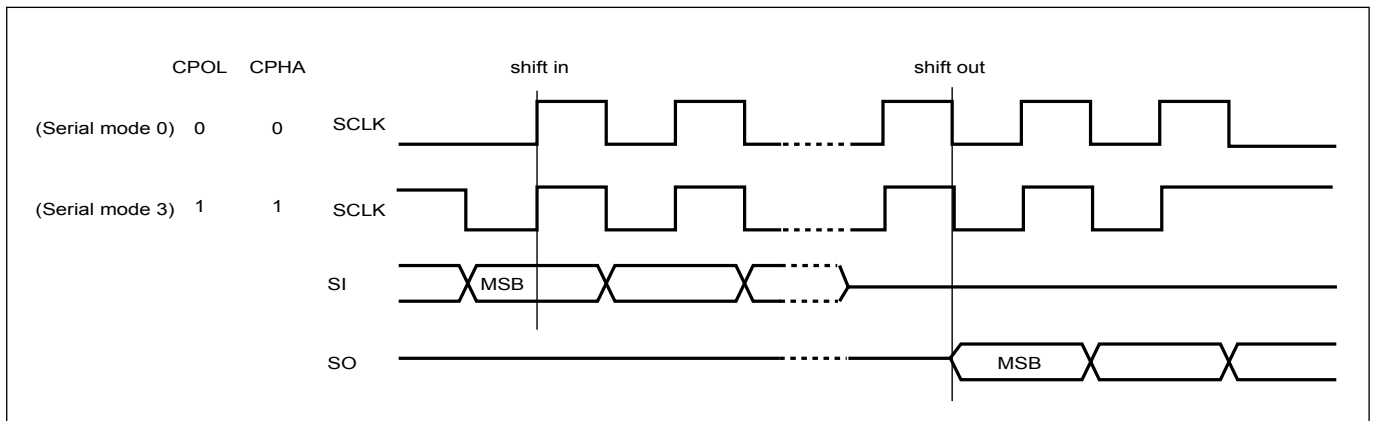 CPOL CPHA shift in shift out
(Serial mode 0) 0 0 SCLK
(Serial mode 3) 1 1 SCLK
SI MSB
SO MSB